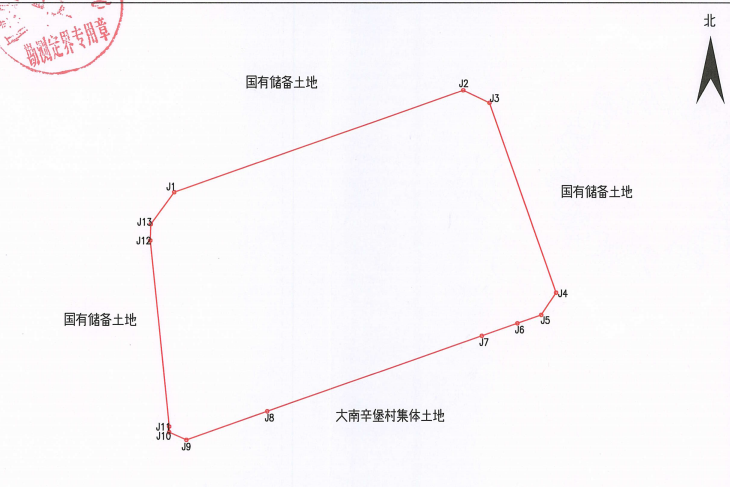 勘测定界专用章
北
国有储备土地
J2
J3
J1
国有储备土地
J13
J12
J4
国有储备土地
J5
J6
J7
大南辛堡村集体土地
J8
J11
J10
J9